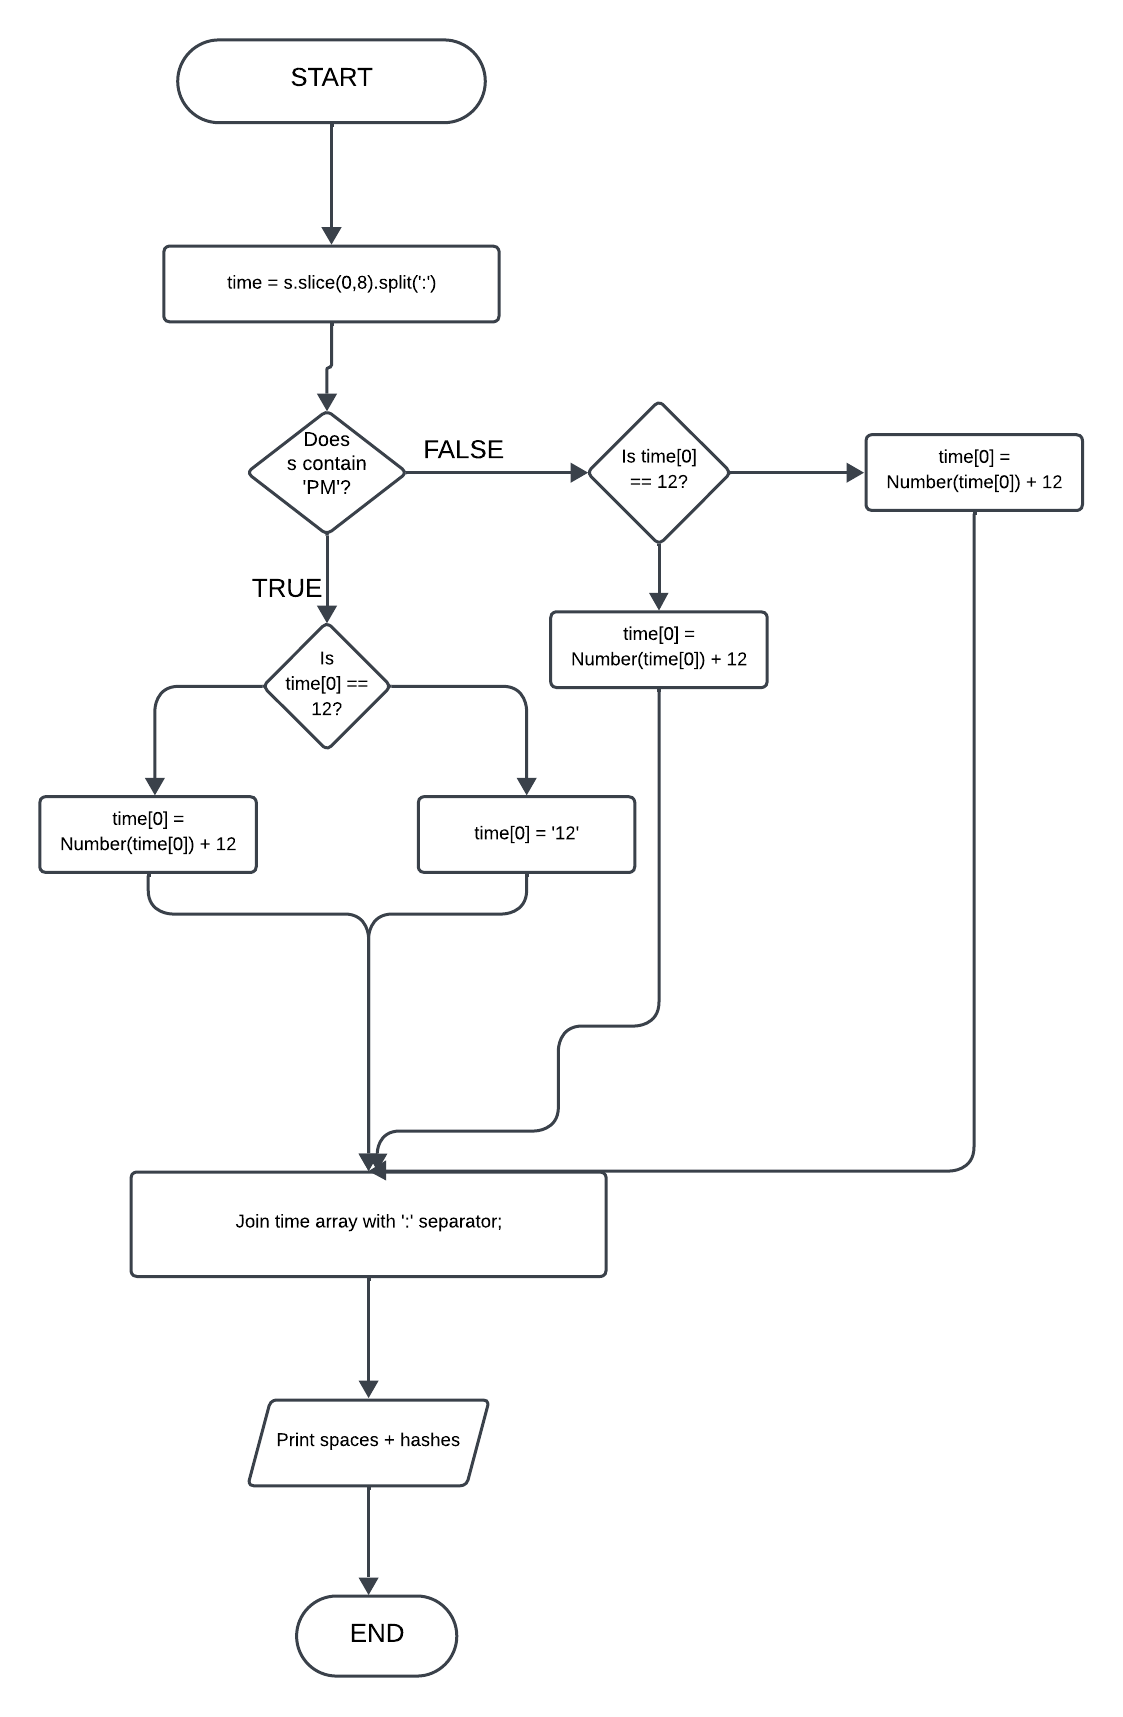 START
time = s.slice(0,8).split(':')
Does
s contain
'PM'?
FALSE
Is time[0]
== 12?
time[0] =
Number(time[0]) + 12
TRUE
time[0] =
Number(time[0]) + 12
Is
time[0] ==
12?
time[0] =
Number(time[0]) + 12
time[0] = '12'
Join time array with ':' separator;
Print spaces + hashes
END